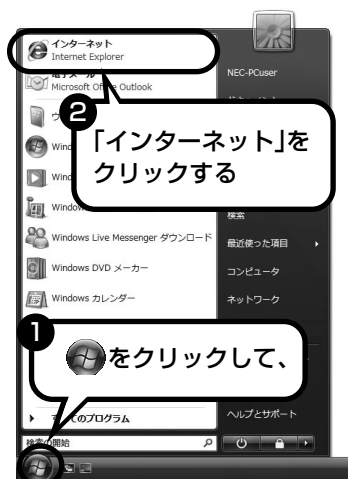 インターネット
Internet Explorer
電子メール
Microsoft Office Outlook
NEC-PCuser
❷
「インターネット」を
クリックする
Windows Live Messenger ダウンロード
Windows DVD メーカー
Windows カレンダー
検索
最近使った項目
コンピュータ
ネットワーク
❶
をクリックして、
すべてのプログラム
ヘルプとサポート
検索の開始